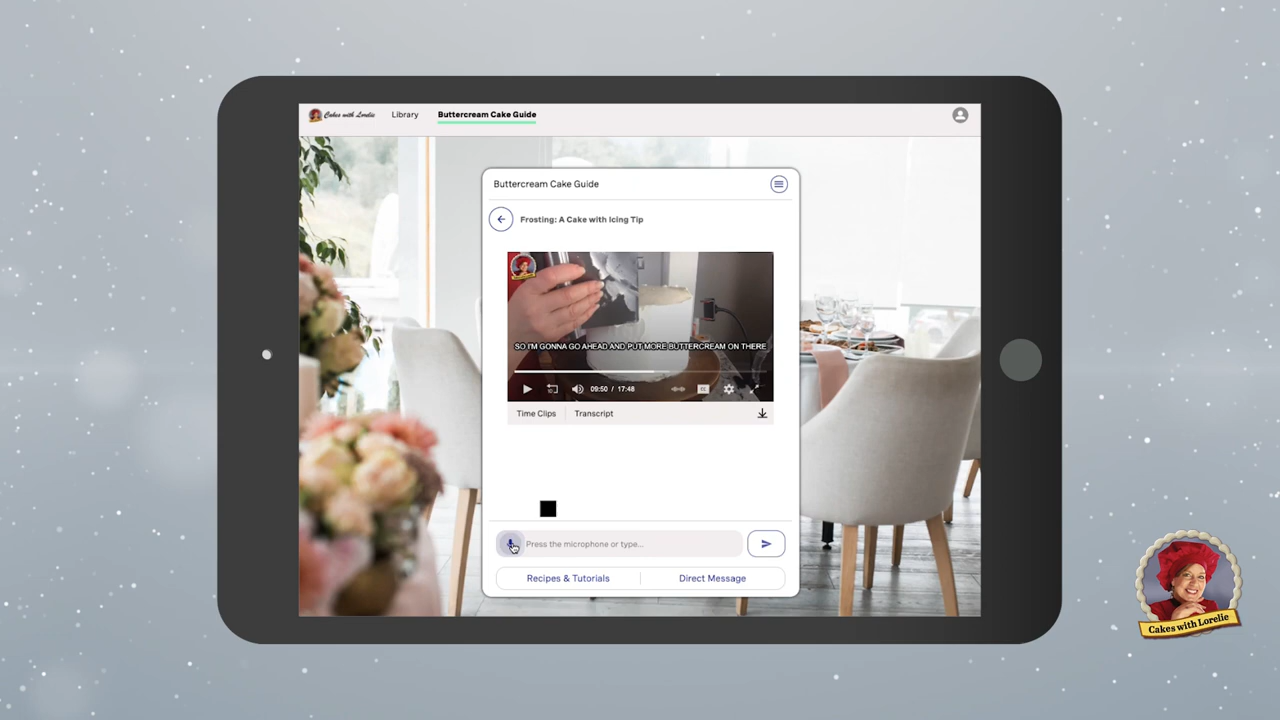 Cakes with Lorelie
Library
Buttercream Cake Guide
Buttercream Cake Guide
Frosting: A Cake with Icing Tip
SO I'M GONNA GO AHEAD AND PUT MORE BUTTERCREAM ON THERE
09:50 / 17:48
CC
Time Clips
Transcript
Press the microphone or type...
Recipes & Tutorials
Direct Message
Cakes with Lorelie